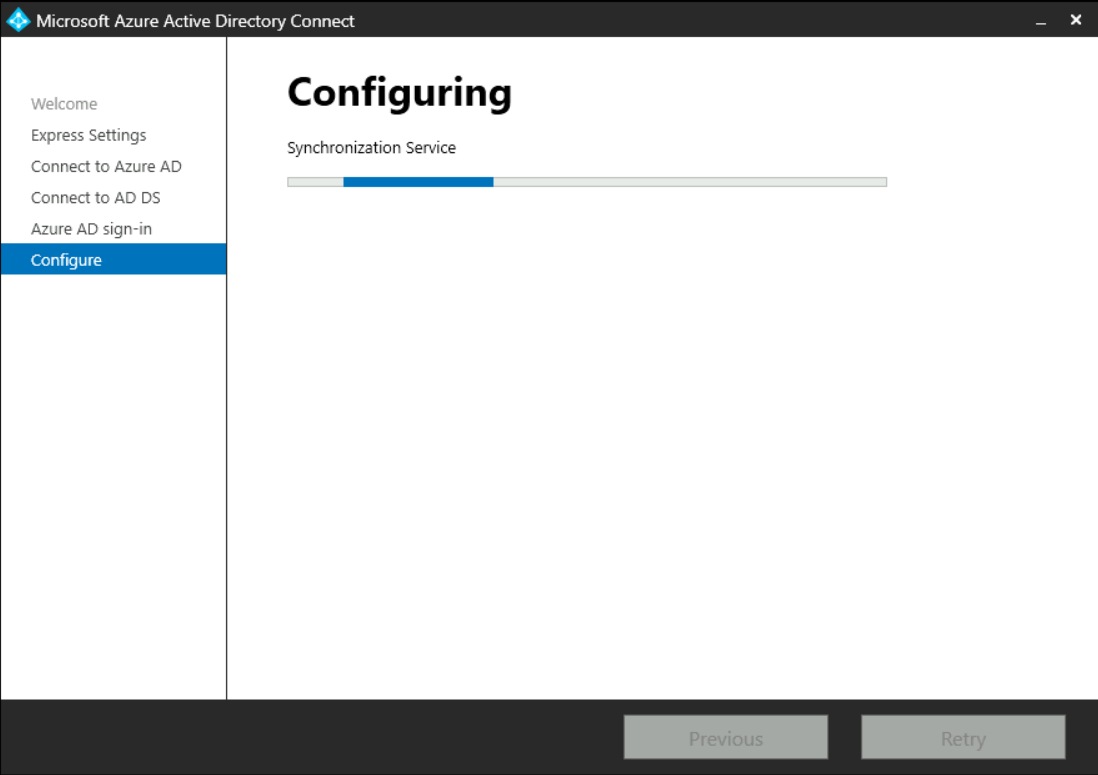 Microsoft Azure Active Directory Connect
Welcome
Express Settings
Connect to Azure AD
Connect to AD DS
Azure AD sign-in
Configure
Configuring
Synchronization Service
Previous
Retry